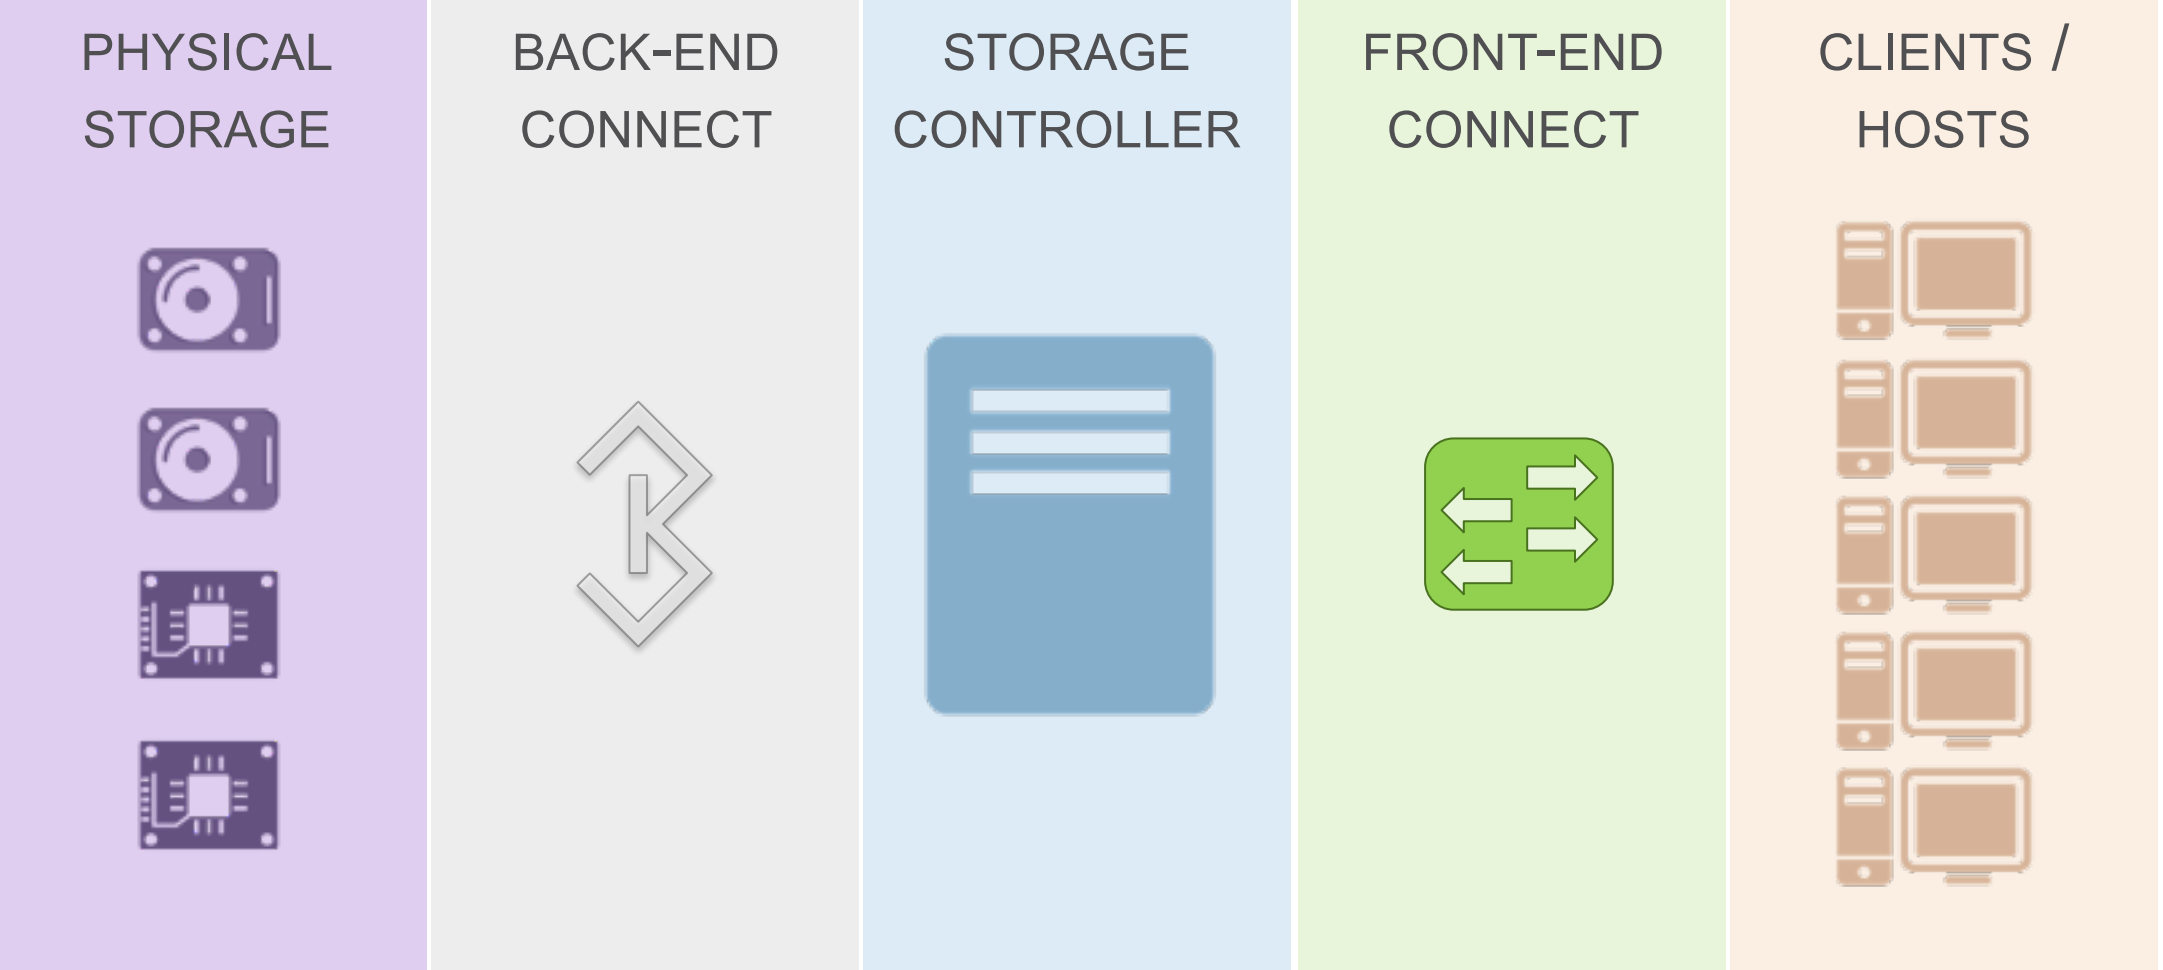 PHYSICAL
STORAGE
BACK-END
CONNECT
STORAGE
CONTROLLER
FRONT-END
CONNECT
CLIENTS /
HOSTS